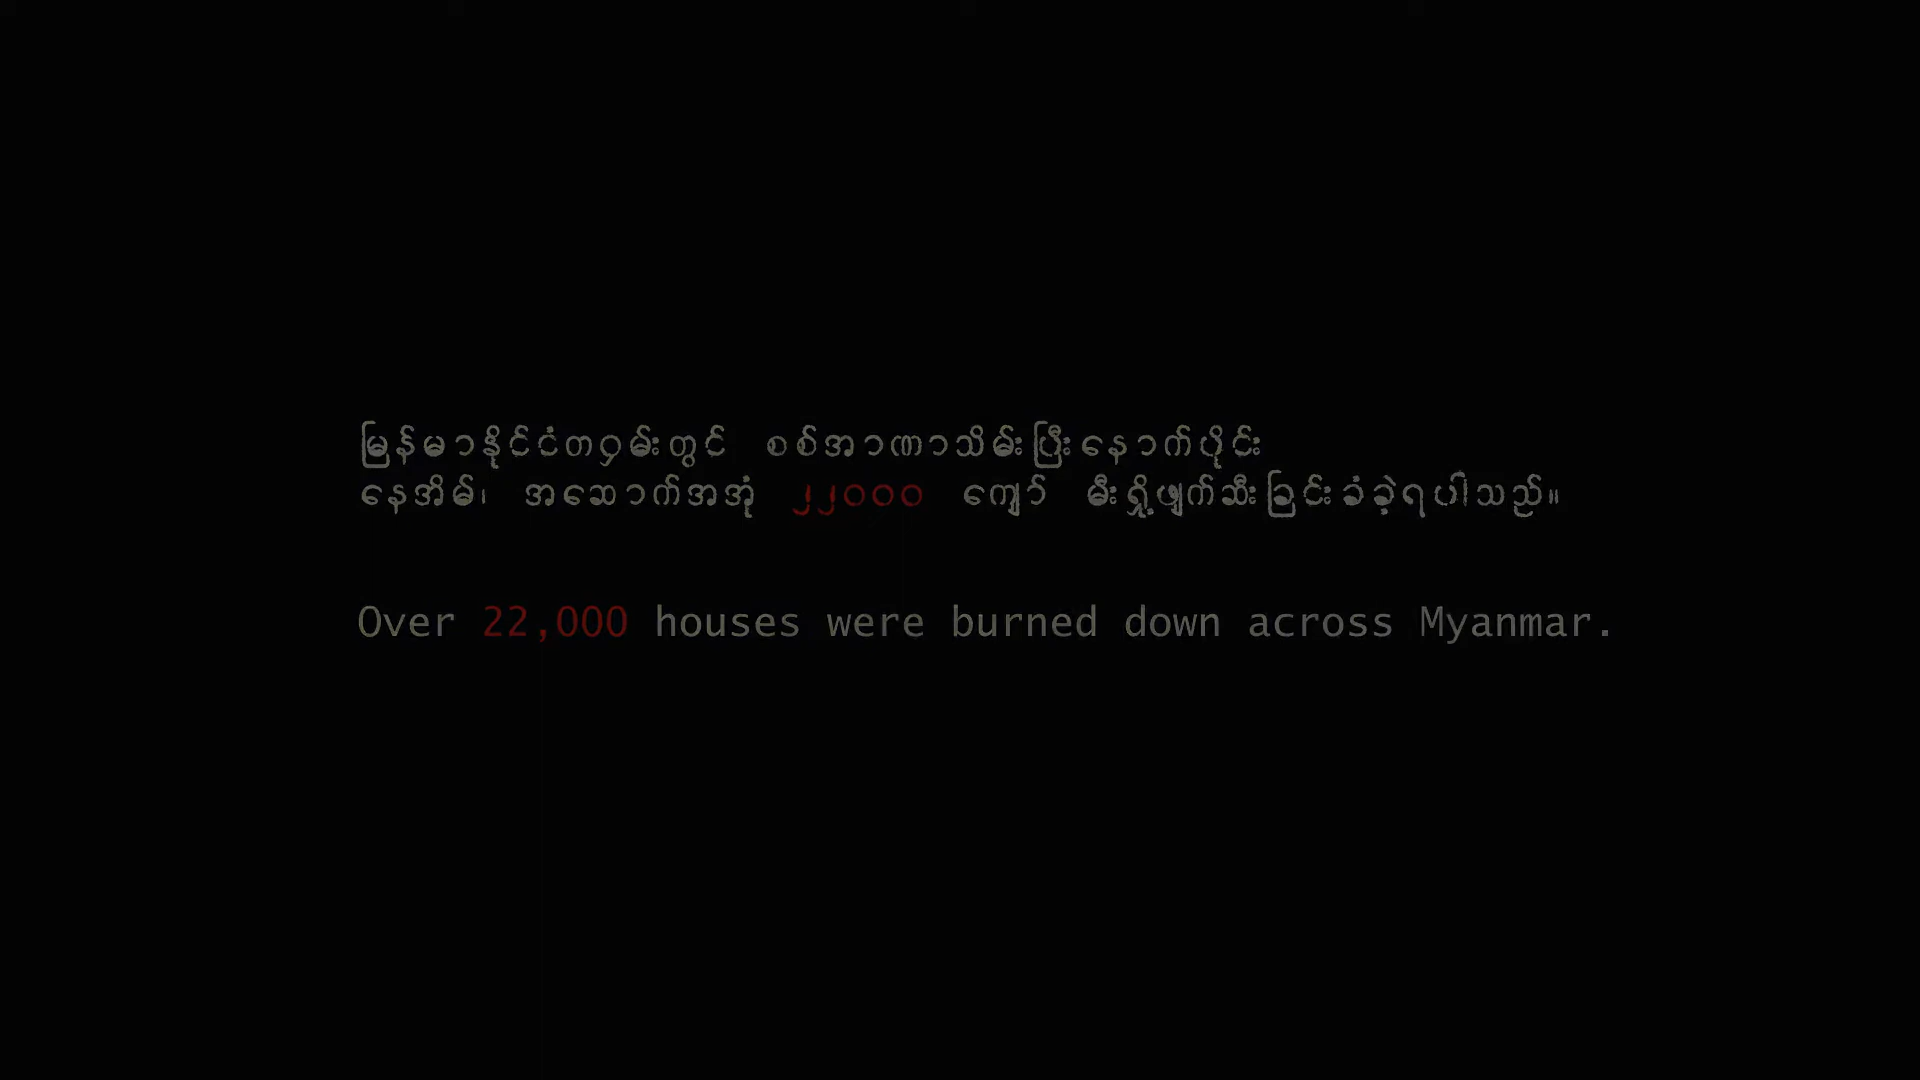 မြန်မာနိုင်ငံတဝှမ်းတွင် စစ်အာဏာသိမ်းပြီးနောက်ပိုင်း
နေအိမ်၊ အဆောက်အအုံ ၂၂၀၀၀ ကျော် မီးရှို့ဖျက်ဆီးခြင်းခံခဲ့ရပါသည်။
Over 22,000 houses were burned down across Myanmar.